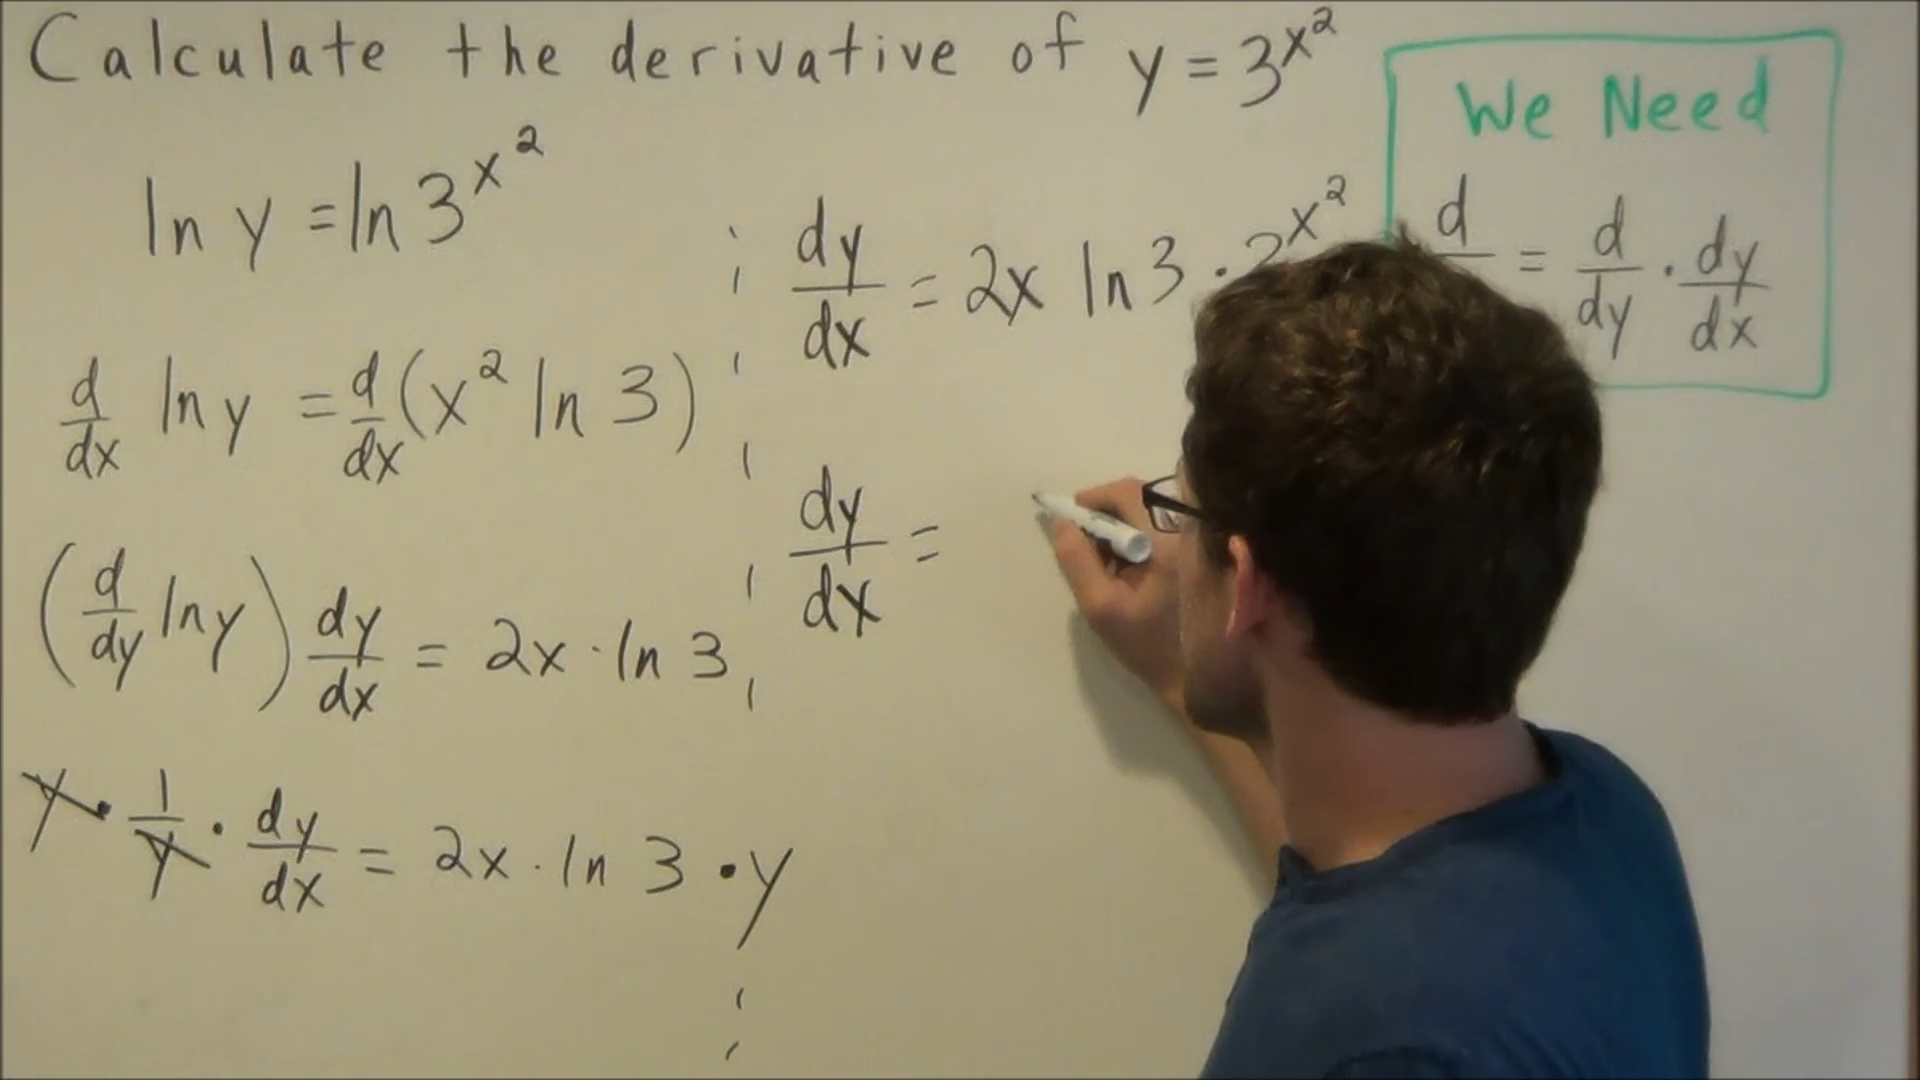 Calculate the derivative of y = 3^x^2
ln y = ln 3^x^2
d/dx ln y = d/dx (x^2 ln 3)
(d/dy ln y) dy/dx = 2x · ln 3
y · 1/y · dy/dx = 2x · ln 3 · y
dy/dx = 2x ln 3 · 3^x^2
dy/dx =
We Need
d = d/dy · dy/dx